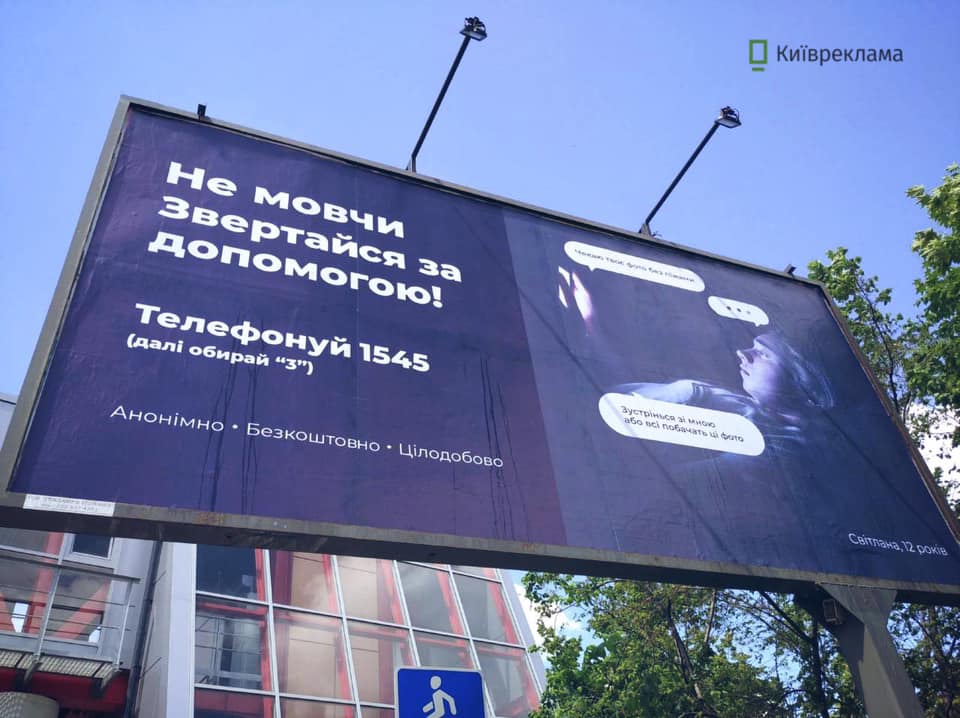 Київреклама
Не мовчи
Звертайся за
допомогою!
Телефонуй 1545
(далі обирай “3”)
Анонімно • Безкоштовно • Цілодобово
Чекаю твоє фото без піжами
Зустрінься зі мною
або всі побачать ці фото
Світлана, 12 років